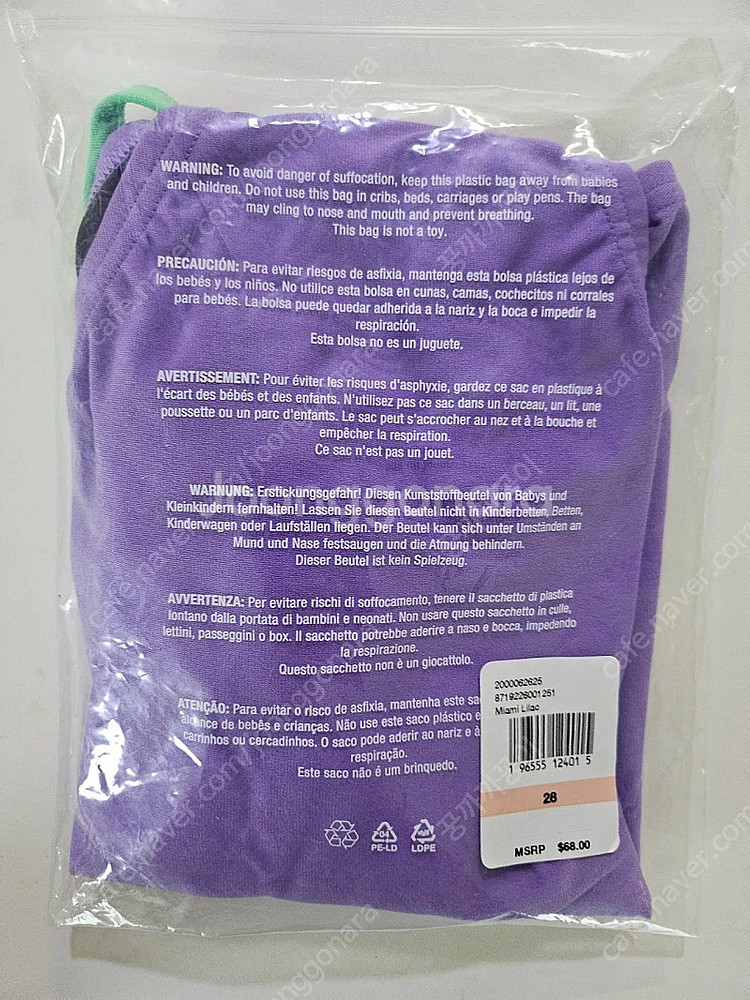 WARNING: To avoid danger of suffocation, keep this plastic bag away from babies
and children. Do not use this bag in cribs, beds, carriages or play pens. The bag
may cling to nose and mouth and prevent breathing.
This bag is not a toy.
PRECAUCIÓN: Para evitar riesgos de asfixia, mantenga esta bolsa plástica lejos de
los bebés y los niños. No utilice esta bolsa en cunas, camas, cochecitos ni corrales
para bebés. La bolsa puede quedar adherida a la nariz y la boca e impedir la
respiración.
Esta bolsa no es un juguete.
AVERTISSEMENT: Pour éviter les risques d'asphyxie, gardez ce sac en plastique à
l'écart des bébés et des enfants. N'utilisez pas ce sac dans un berceau, un lit, une
poussette ou un parc d'enfants. Le sac peut s'accrocher au nez et à la bouche et
empêcher la respiration.
Ce sac n'est pas un jouet.
WARNUNG: Erstickungsgefahr! Diesen Kunststoffbeutel von Babys und
Kleinkindern fernhalten! Lassen Sie diesen Beutel nicht in Kinderbetten, Betten,
Kinderwagen oder Laufställen liegen. Der Beutel kann sich unter Umständen an
Mund und Nase festsaugen und die Atmung behindern.
Dieser Beutel ist kein Spielzeug.
AVVERTENZA: Per evitare rischi di soffocamento, tenere il sacchetto di plastica
lontano dalla portata di bambini e neonati. Non usare questo sacchetto in culle,
lettini, passeggini o box. Il sacchetto potrebbe aderire a naso e bocca, impedendo
la respirazione.
Questo sacchetto non è un giocattolo.
ATENÇÃO: Para evitar o risco de asfixia, mantenha este sac
alcance de bebês e crianças. Não use este saco plástico e
carrinhos ou cercadinhos. O saco pode aderir ao nariz e à
respiração.
Este saco não é um brinquedo.
04
PE-LD
LDPE
2000062625
8719226001251
Miami Lilac
1 96555 12401 5
28
MSRP $68.00
cafe.naver.com/joonggonara
joonggonara